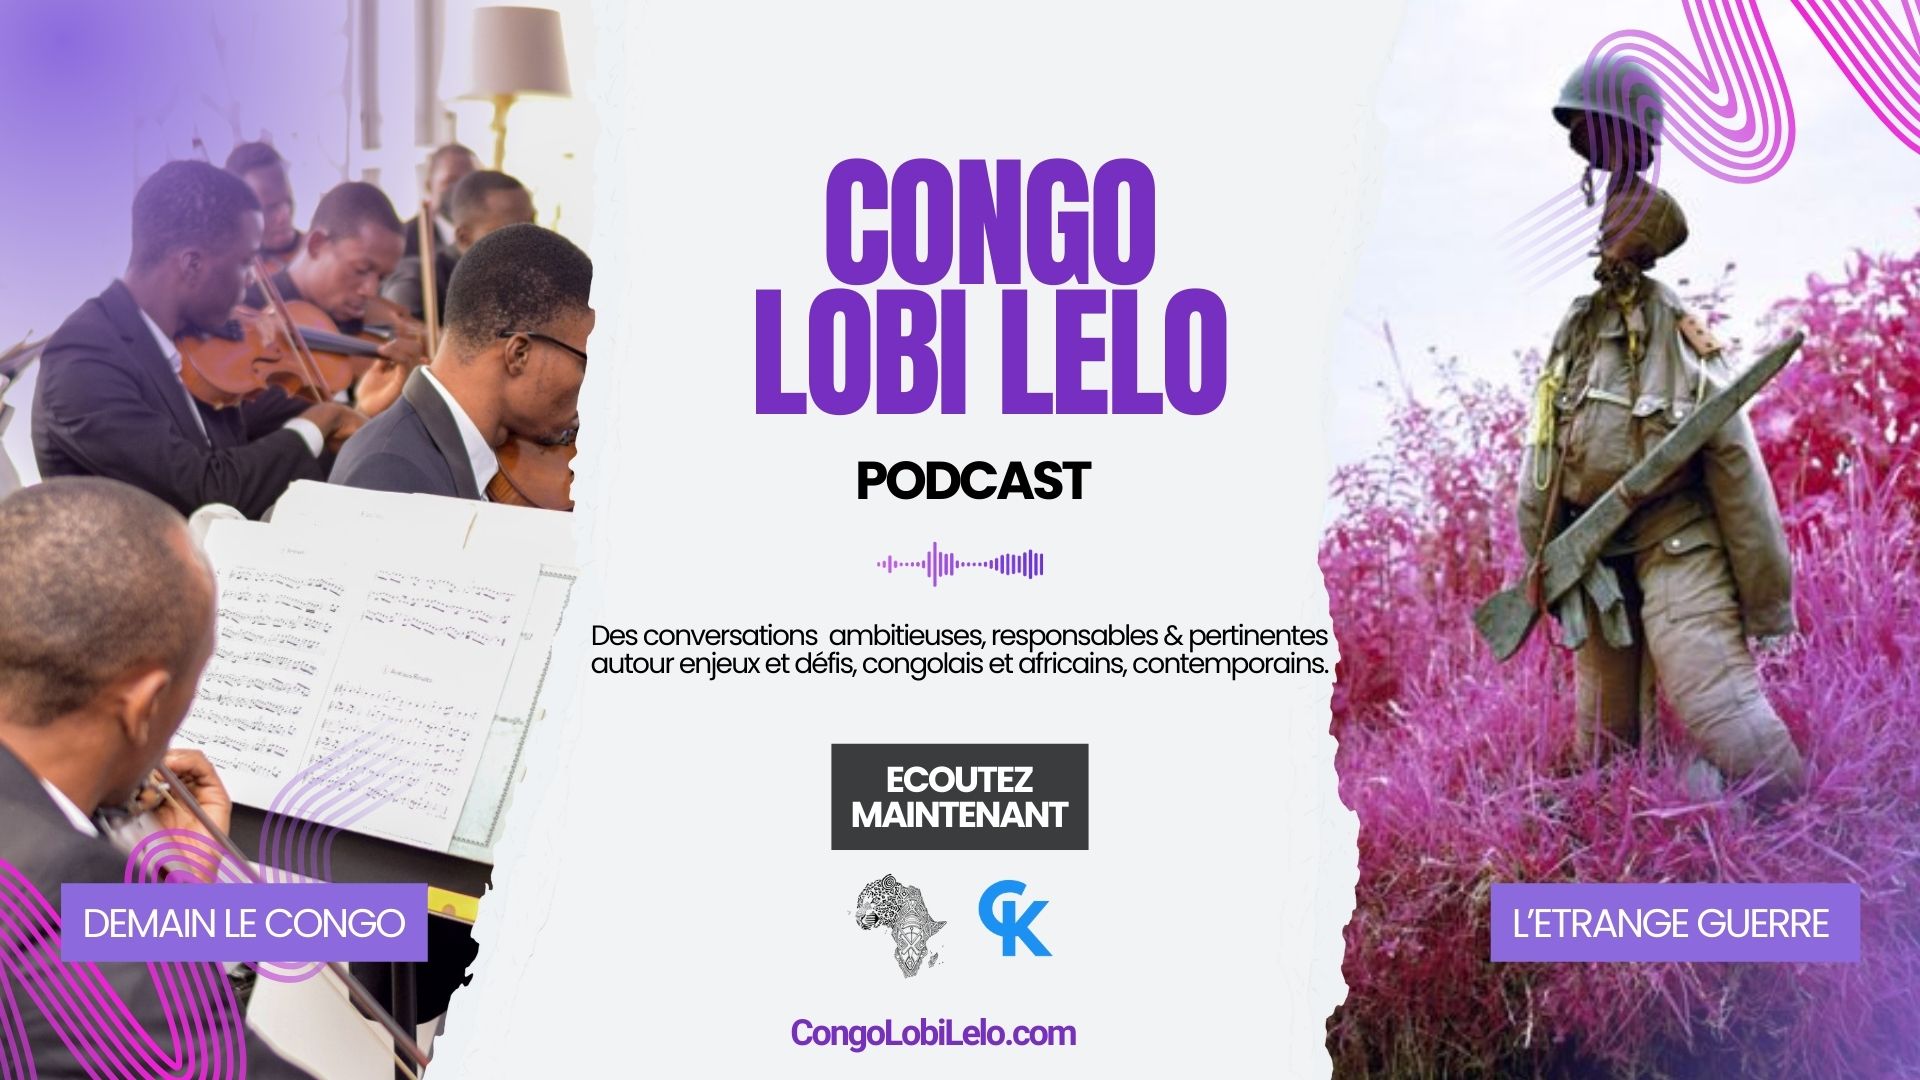 CONGO
LOBI LELO
PODCAST
Des conversations ambitieuses, responsables & pertinentes
autour enjeux et défis, congolais et africains, contemporains.
ECOUTEZ
MAINTENANT
CK
DEMAIN LE CONGO
L'ETRANGE GUERRE
CongoLobiLelo.com